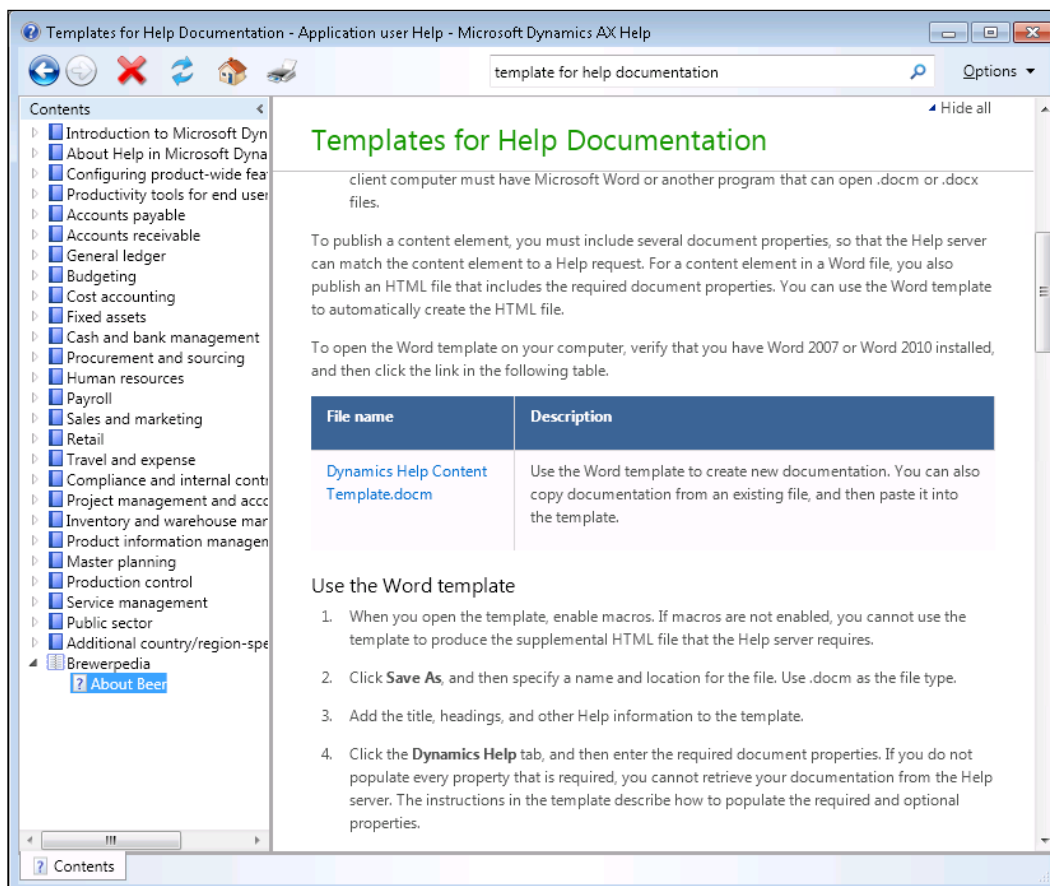 Templates for Help Documentation - Application user Help - Microsoft Dynamics AX Help
template for help documentation
Options
Contents
Introduction to Microsoft Dyn
About Help in Microsoft Dyna
Configuring product-wide fea
Productivity tools for end user
Accounts payable
Accounts receivable
General ledger
Budgeting
Cost accounting
Fixed assets
Cash and bank management
Procurement and sourcing
Human resources
Payroll
Sales and marketing
Retail
Travel and expense
Compliance and internal contr
Project management and acco
Inventory and warehouse mar
Product information managen
Master planning
Production control
Service management
Public sector
Additional country/region-spe
Brewerpedia
About Beer
Hide all
Templates for Help Documentation
client computer must have Microsoft Word or another program that can open .docm or .docx
files.
To publish a content element, you must include several document properties, so that the Help server
can match the content element to a Help request. For a content element in a Word file, you also
publish an HTML file that includes the required document properties. You can use the Word template
to automatically create the HTML file.
To open the Word template on your computer, verify that you have Word 2007 or Word 2010 installed,
and then click the link in the following table.
File name
Description
Dynamics Help Content
Template.docm
Use the Word template to create new documentation. You can also
copy documentation from an existing file, and then paste it into
the template.
Use the Word template
1. When you open the template, enable macros. If macros are not enabled, you cannot use the
template to produce the supplemental HTML file that the Help server requires.
2. Click Save As, and then specify a name and location for the file. Use .docm as the file type.
3. Add the title, headings, and other Help information to the template.
4. Click the Dynamics Help tab, and then enter the required document properties. If you do not
populate every property that is required, you cannot retrieve your documentation from the Help
server. The instructions in the template describe how to populate the required and optional
properties.
Contents